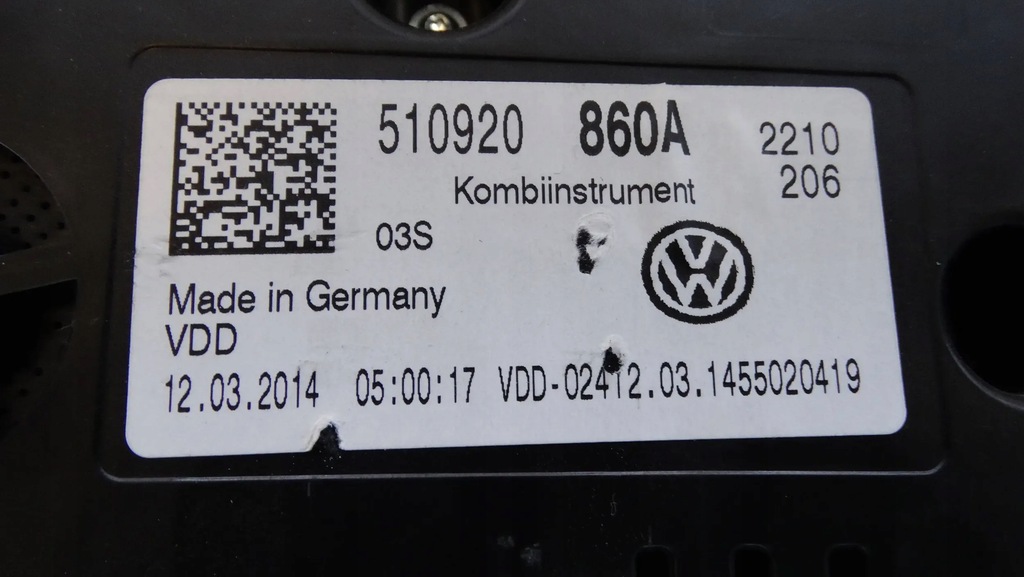 510920 860A 2210
206
Kombiinstrument
03S
Made in Germany
VDD
12.03.2014 05:00:17 VDD-02412.03.1455020419